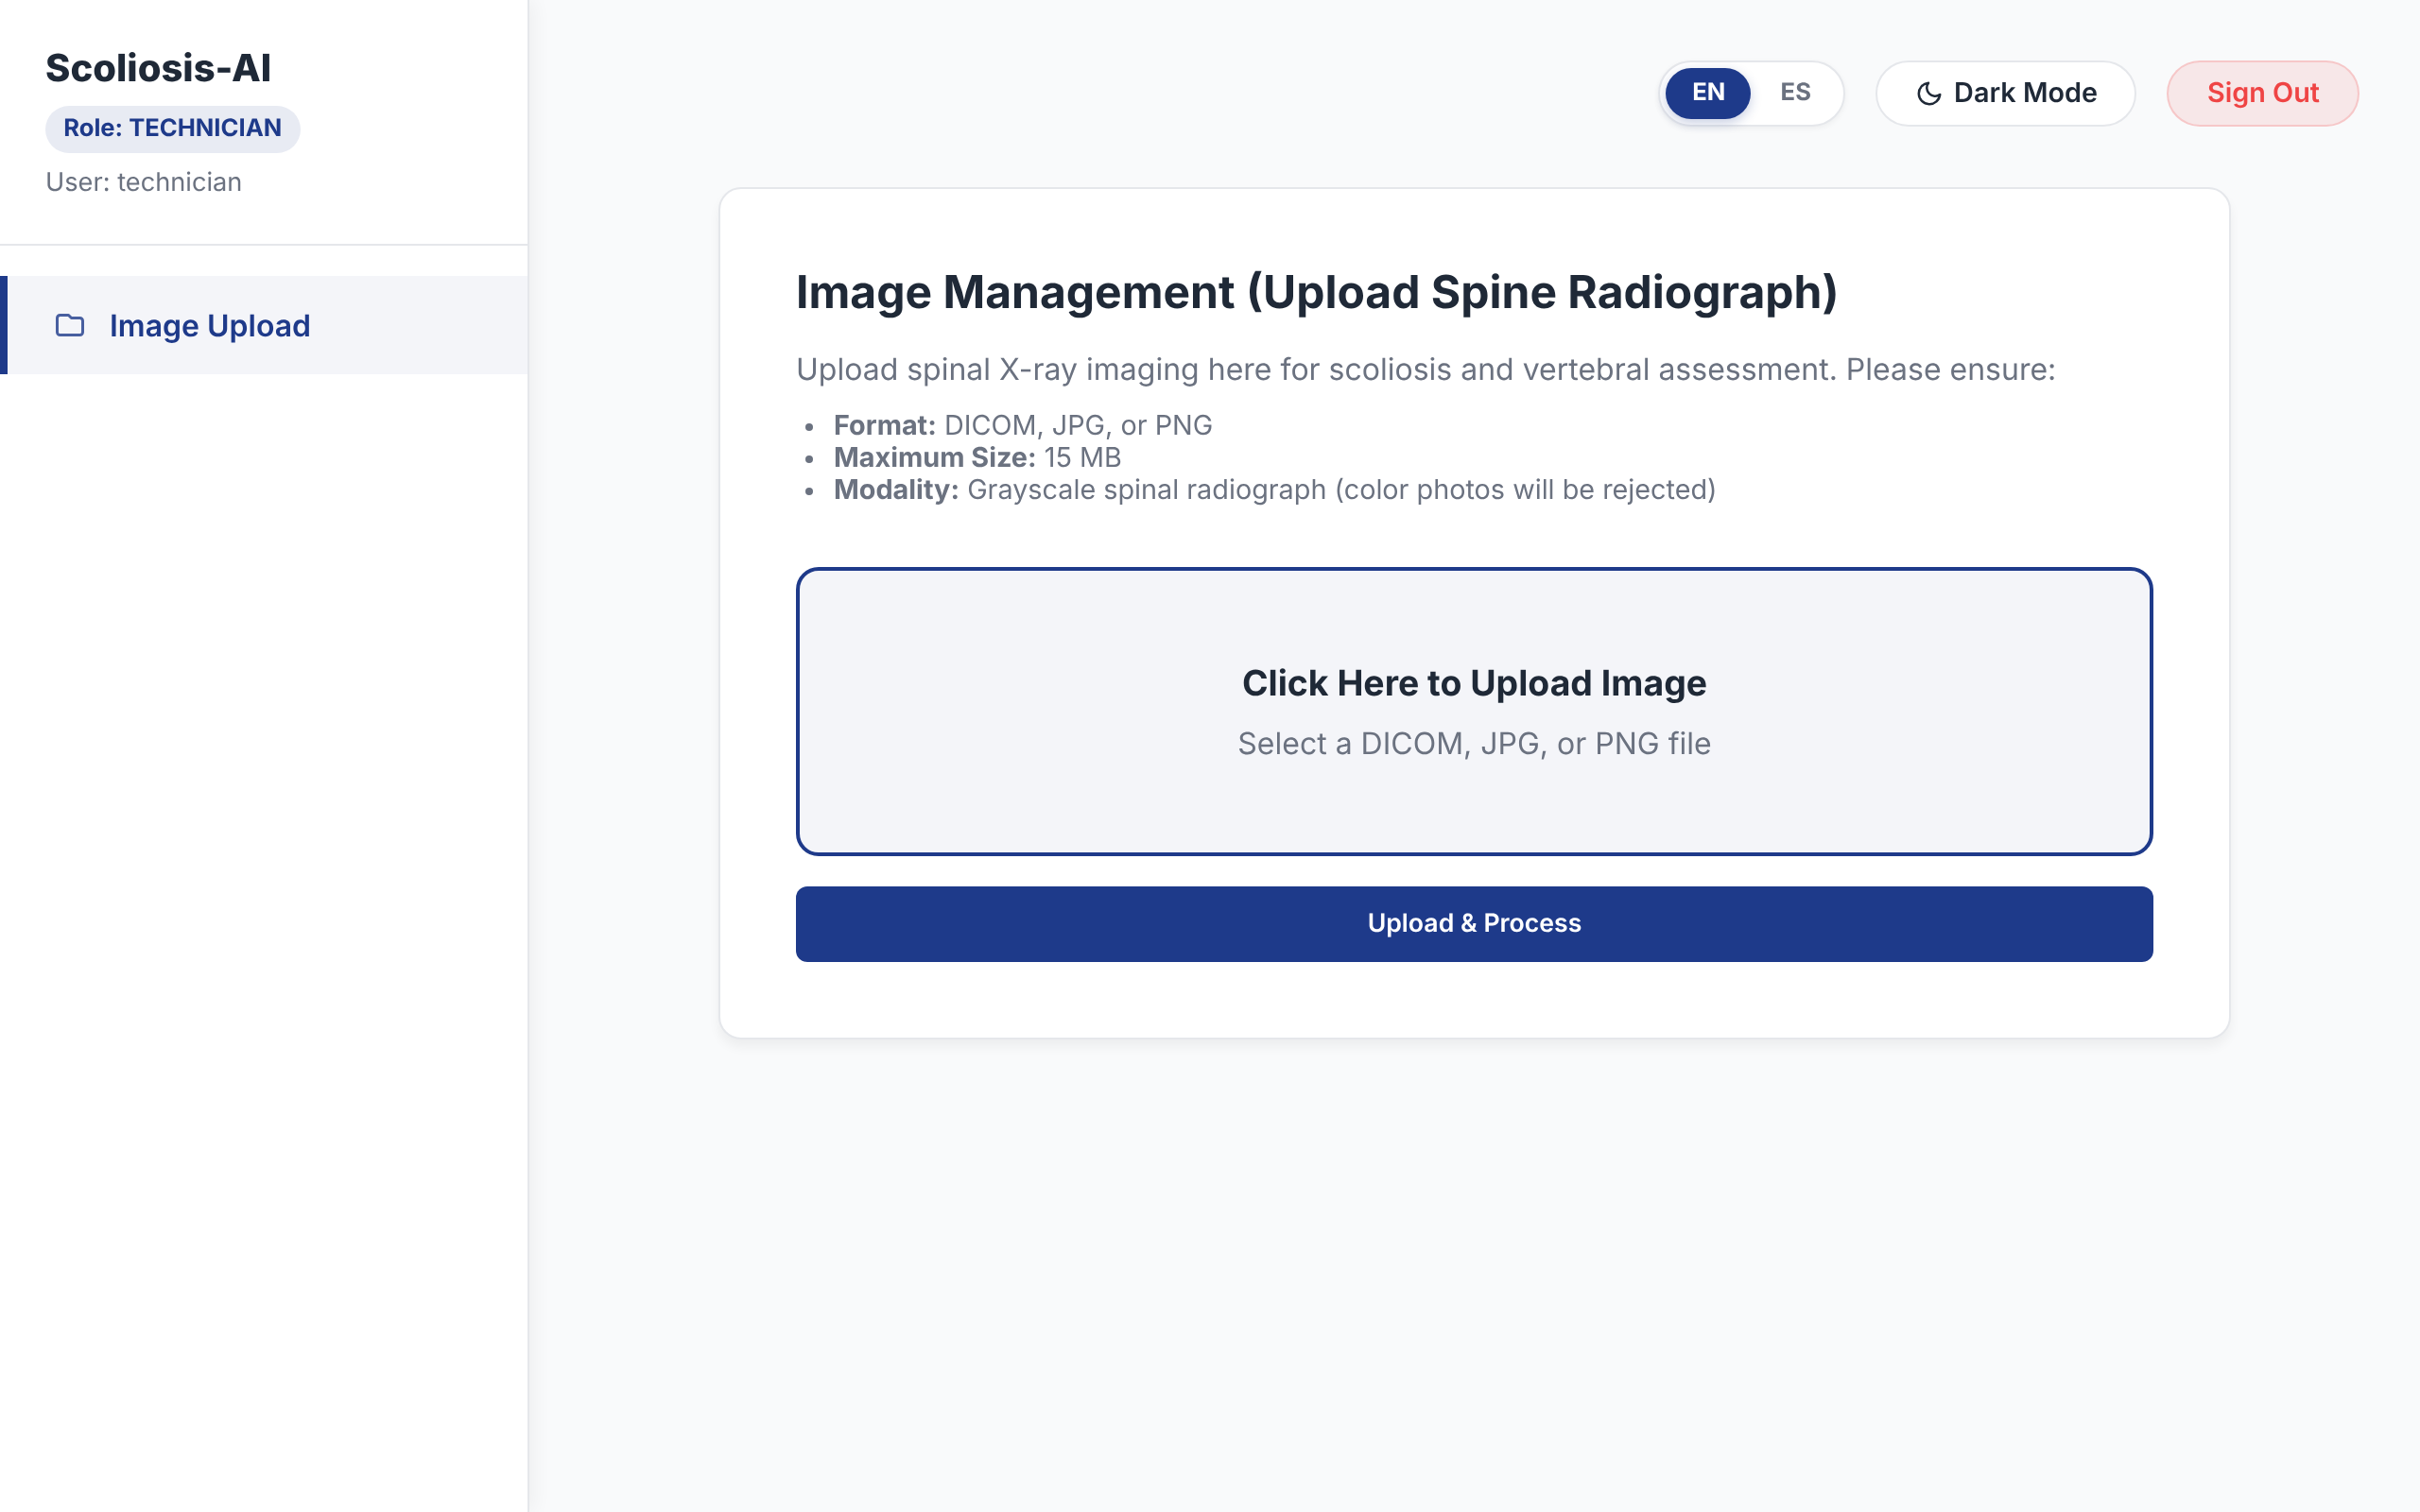 Scoliosis-AI
Role: TECHNICIAN
User: technician
Image Upload
EN ES Dark Mode Sign Out
Image Management (Upload Spine Radiograph)
Upload spinal X-ray imaging here for scoliosis and vertebral assessment. Please ensure:
• Format: DICOM, JPG, or PNG
• Maximum Size: 15 MB
• Modality: Grayscale spinal radiograph (color photos will be rejected)
Click Here to Upload Image
Select a DICOM, JPG, or PNG file
Upload & Process